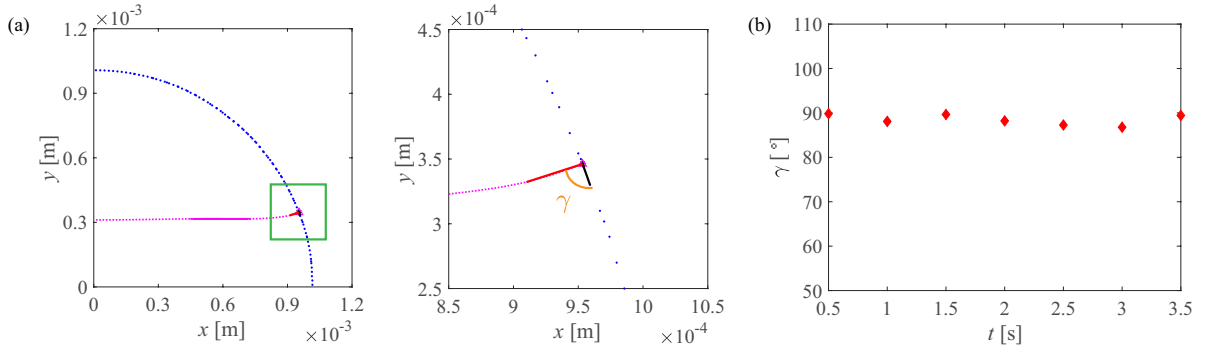 (a)
×10⁻³
1.2
0.9
0.6
0.3
0
y [m]
0 0.3 0.6 0.9 1.2
x [m]
×10⁻³
×10⁻⁴
4.5
4
3.5
3
2.5
y [m]
γ
8.5 9 9.5 10 10.5
x [m]
×10⁻⁴
(b)
110
100
90
80
70
60
50
γ [°]
0.5 1 1.5 2 2.5 3 3.5
t [s]